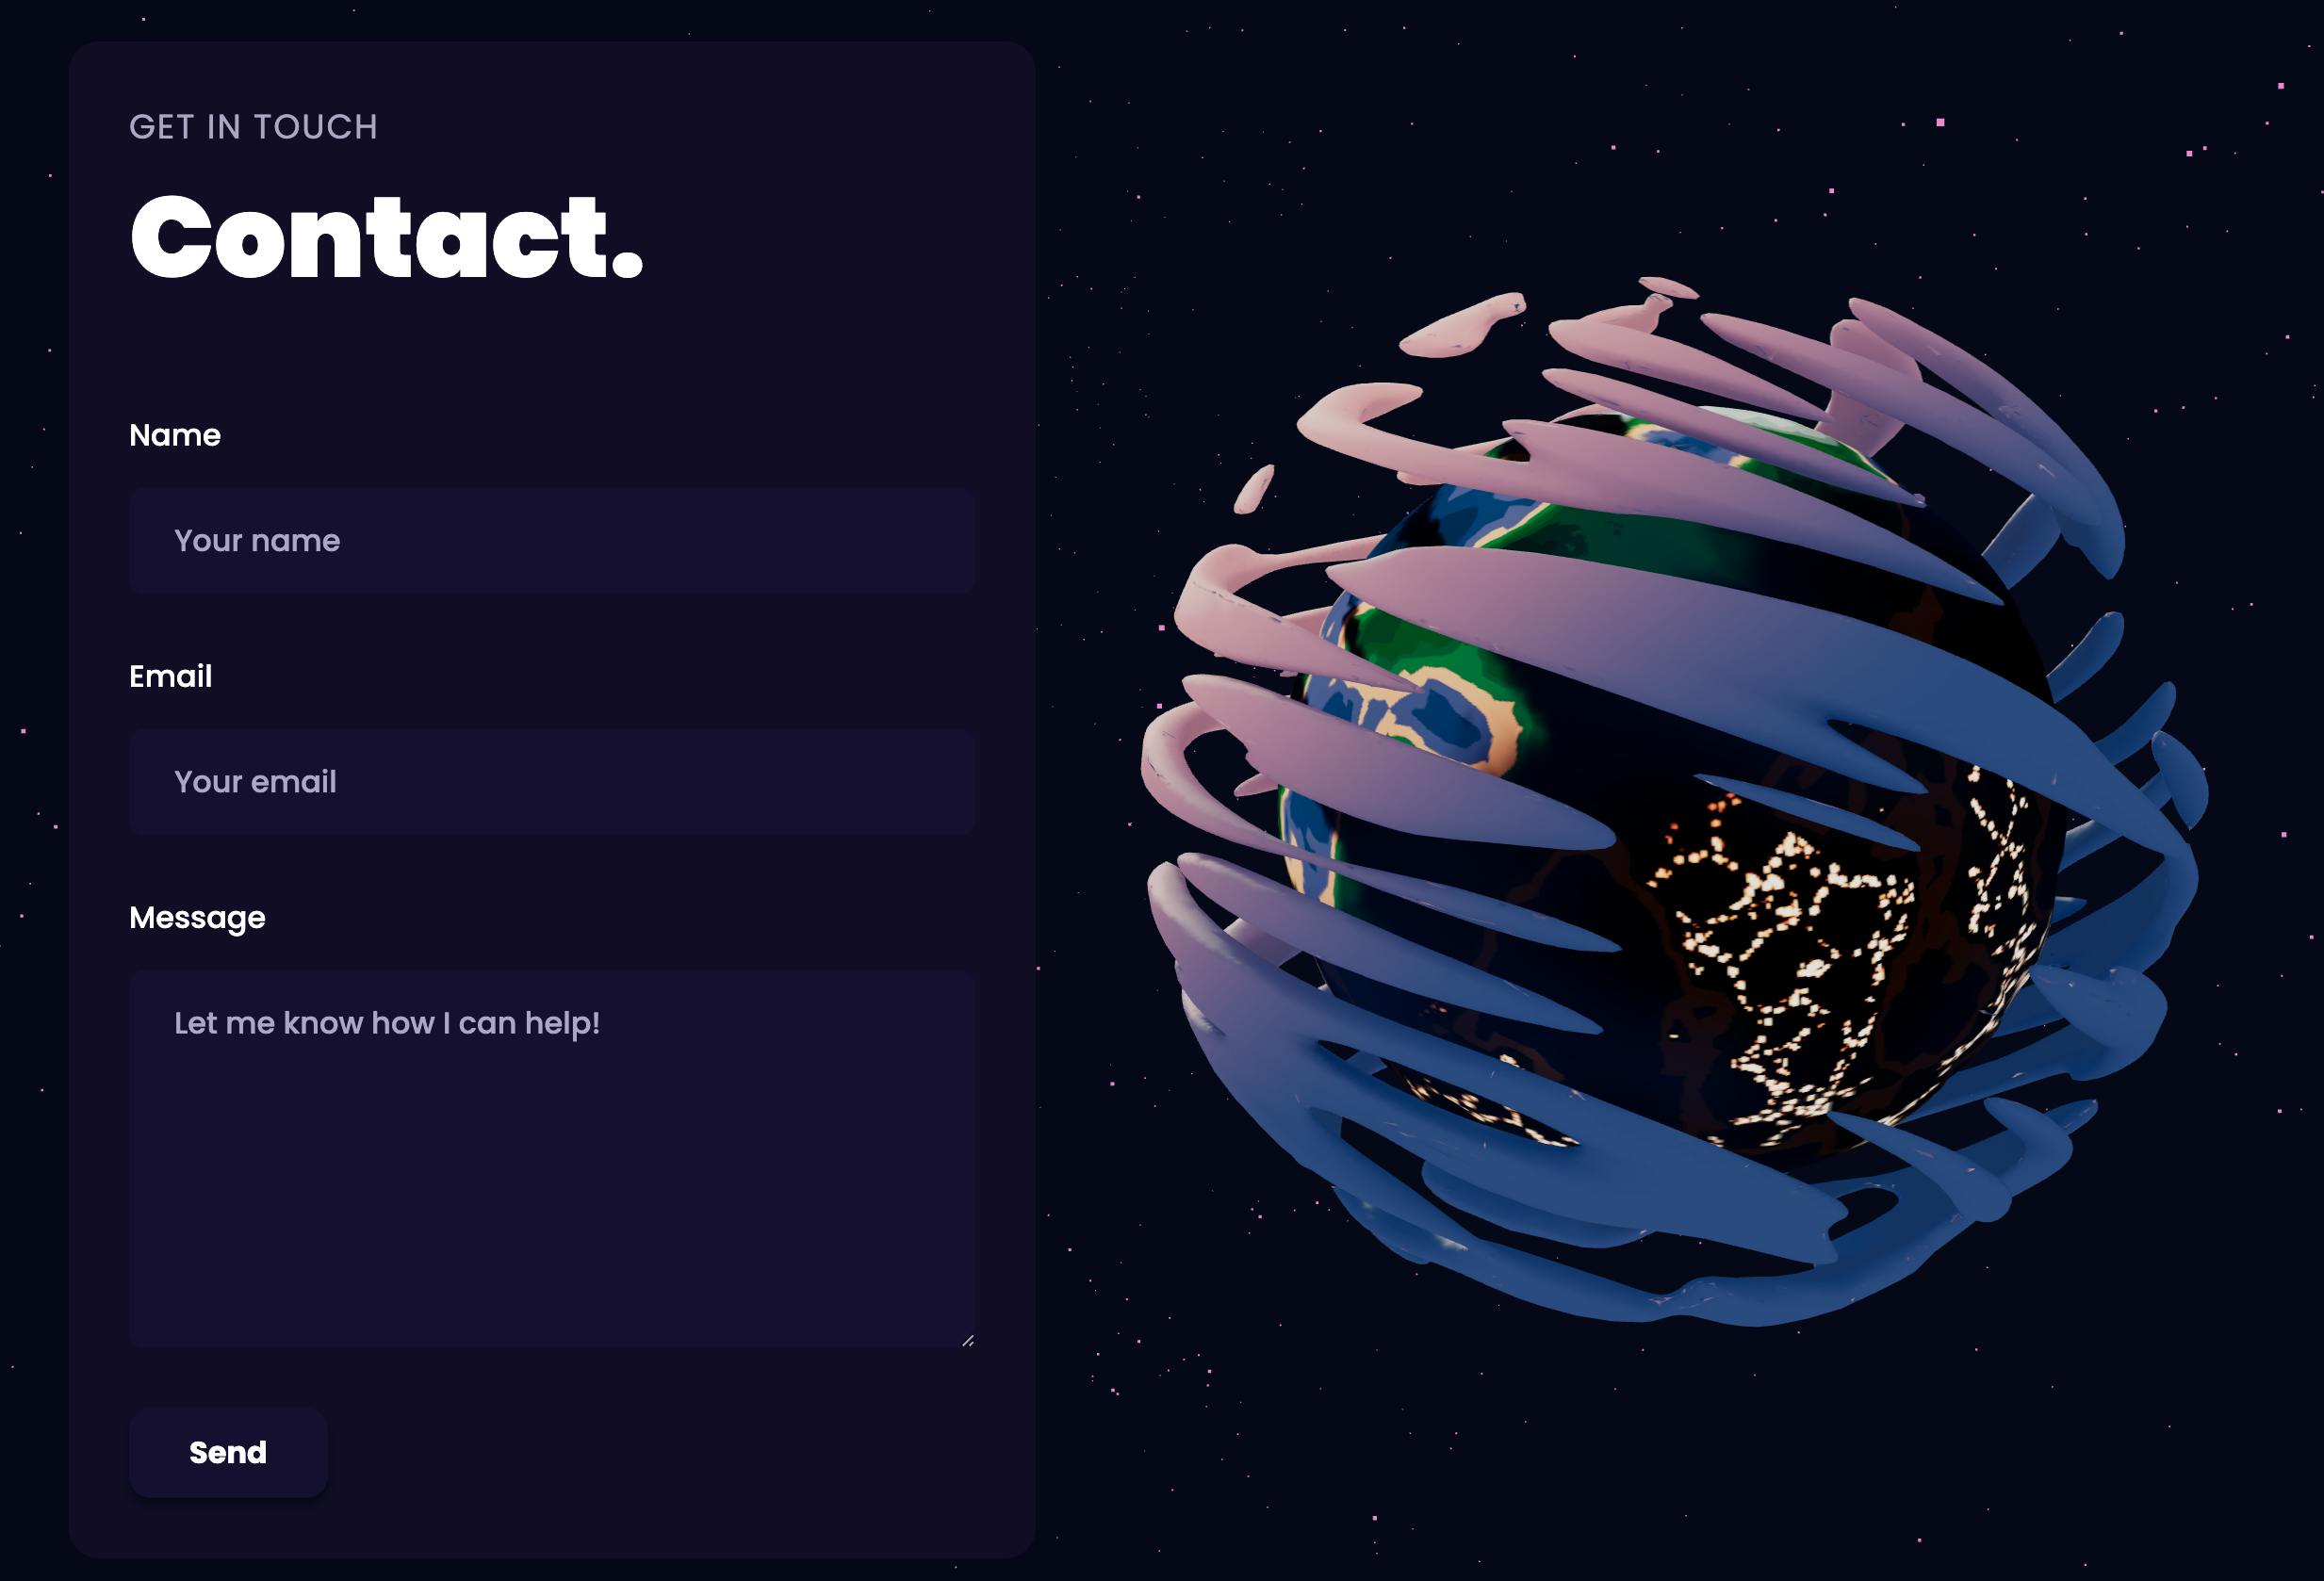 GET IN TOUCH
Contact.
Name
Your name
Email
Your email
Message
Let me know how I can help!
Send